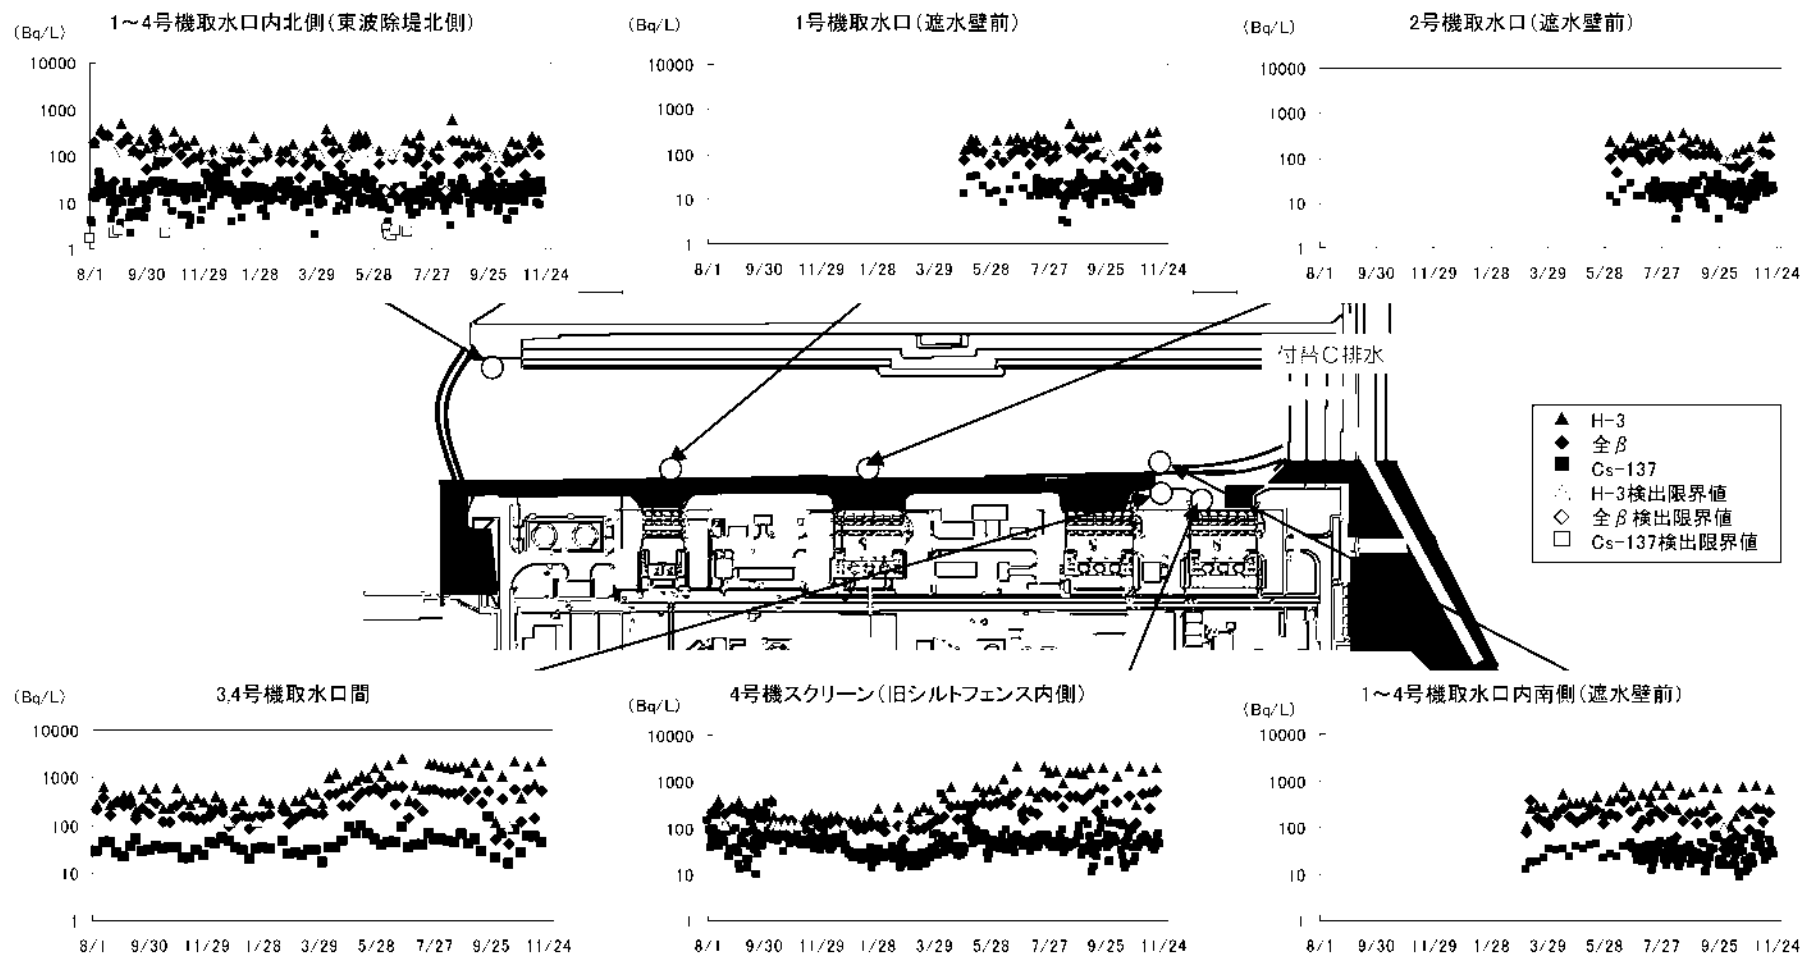 1～4号機取水口内北側(東波除堤北側)
(Bq/L)
10000
1000
100
10
1
8/1 9/30 11/29 1/28 3/29 5/28 7/27 9/25 11/24
1号機取水口(遮水壁前)
(Bq/L)
10000
1000
100
10
1
8/1 9/30 11/29 1/28 3/29 5/28 7/27 9/25 11/24
2号機取水口(遮水壁前)
(Bq/L)
10000
1000
100
10
1
8/1 9/30 11/29 1/28 3/29 5/28 7/27 9/25 11/24
付替C排水
H-3
全β
Cs-137
H-3検出限界値
全β検出限界値
Cs-137検出限界値
3,4号機取水口間
(Bq/L)
10000
1000
100
10
1
8/1 9/30 11/29 1/28 3/29 5/28 7/27 9/25 11/24
4号機スクリーン(旧シルトフェンス内側)
(Bq/L)
10000
1000
100
10
1
8/1 9/30 11/29 1/28 3/29 5/28 7/27 9/25 11/24
1～4号機取水口内南側(遮水壁前)
(Bq/L)
10000
1000
100
10
1
8/1 9/30 11/29 1/28 3/29 5/28 7/27 9/25 11/24